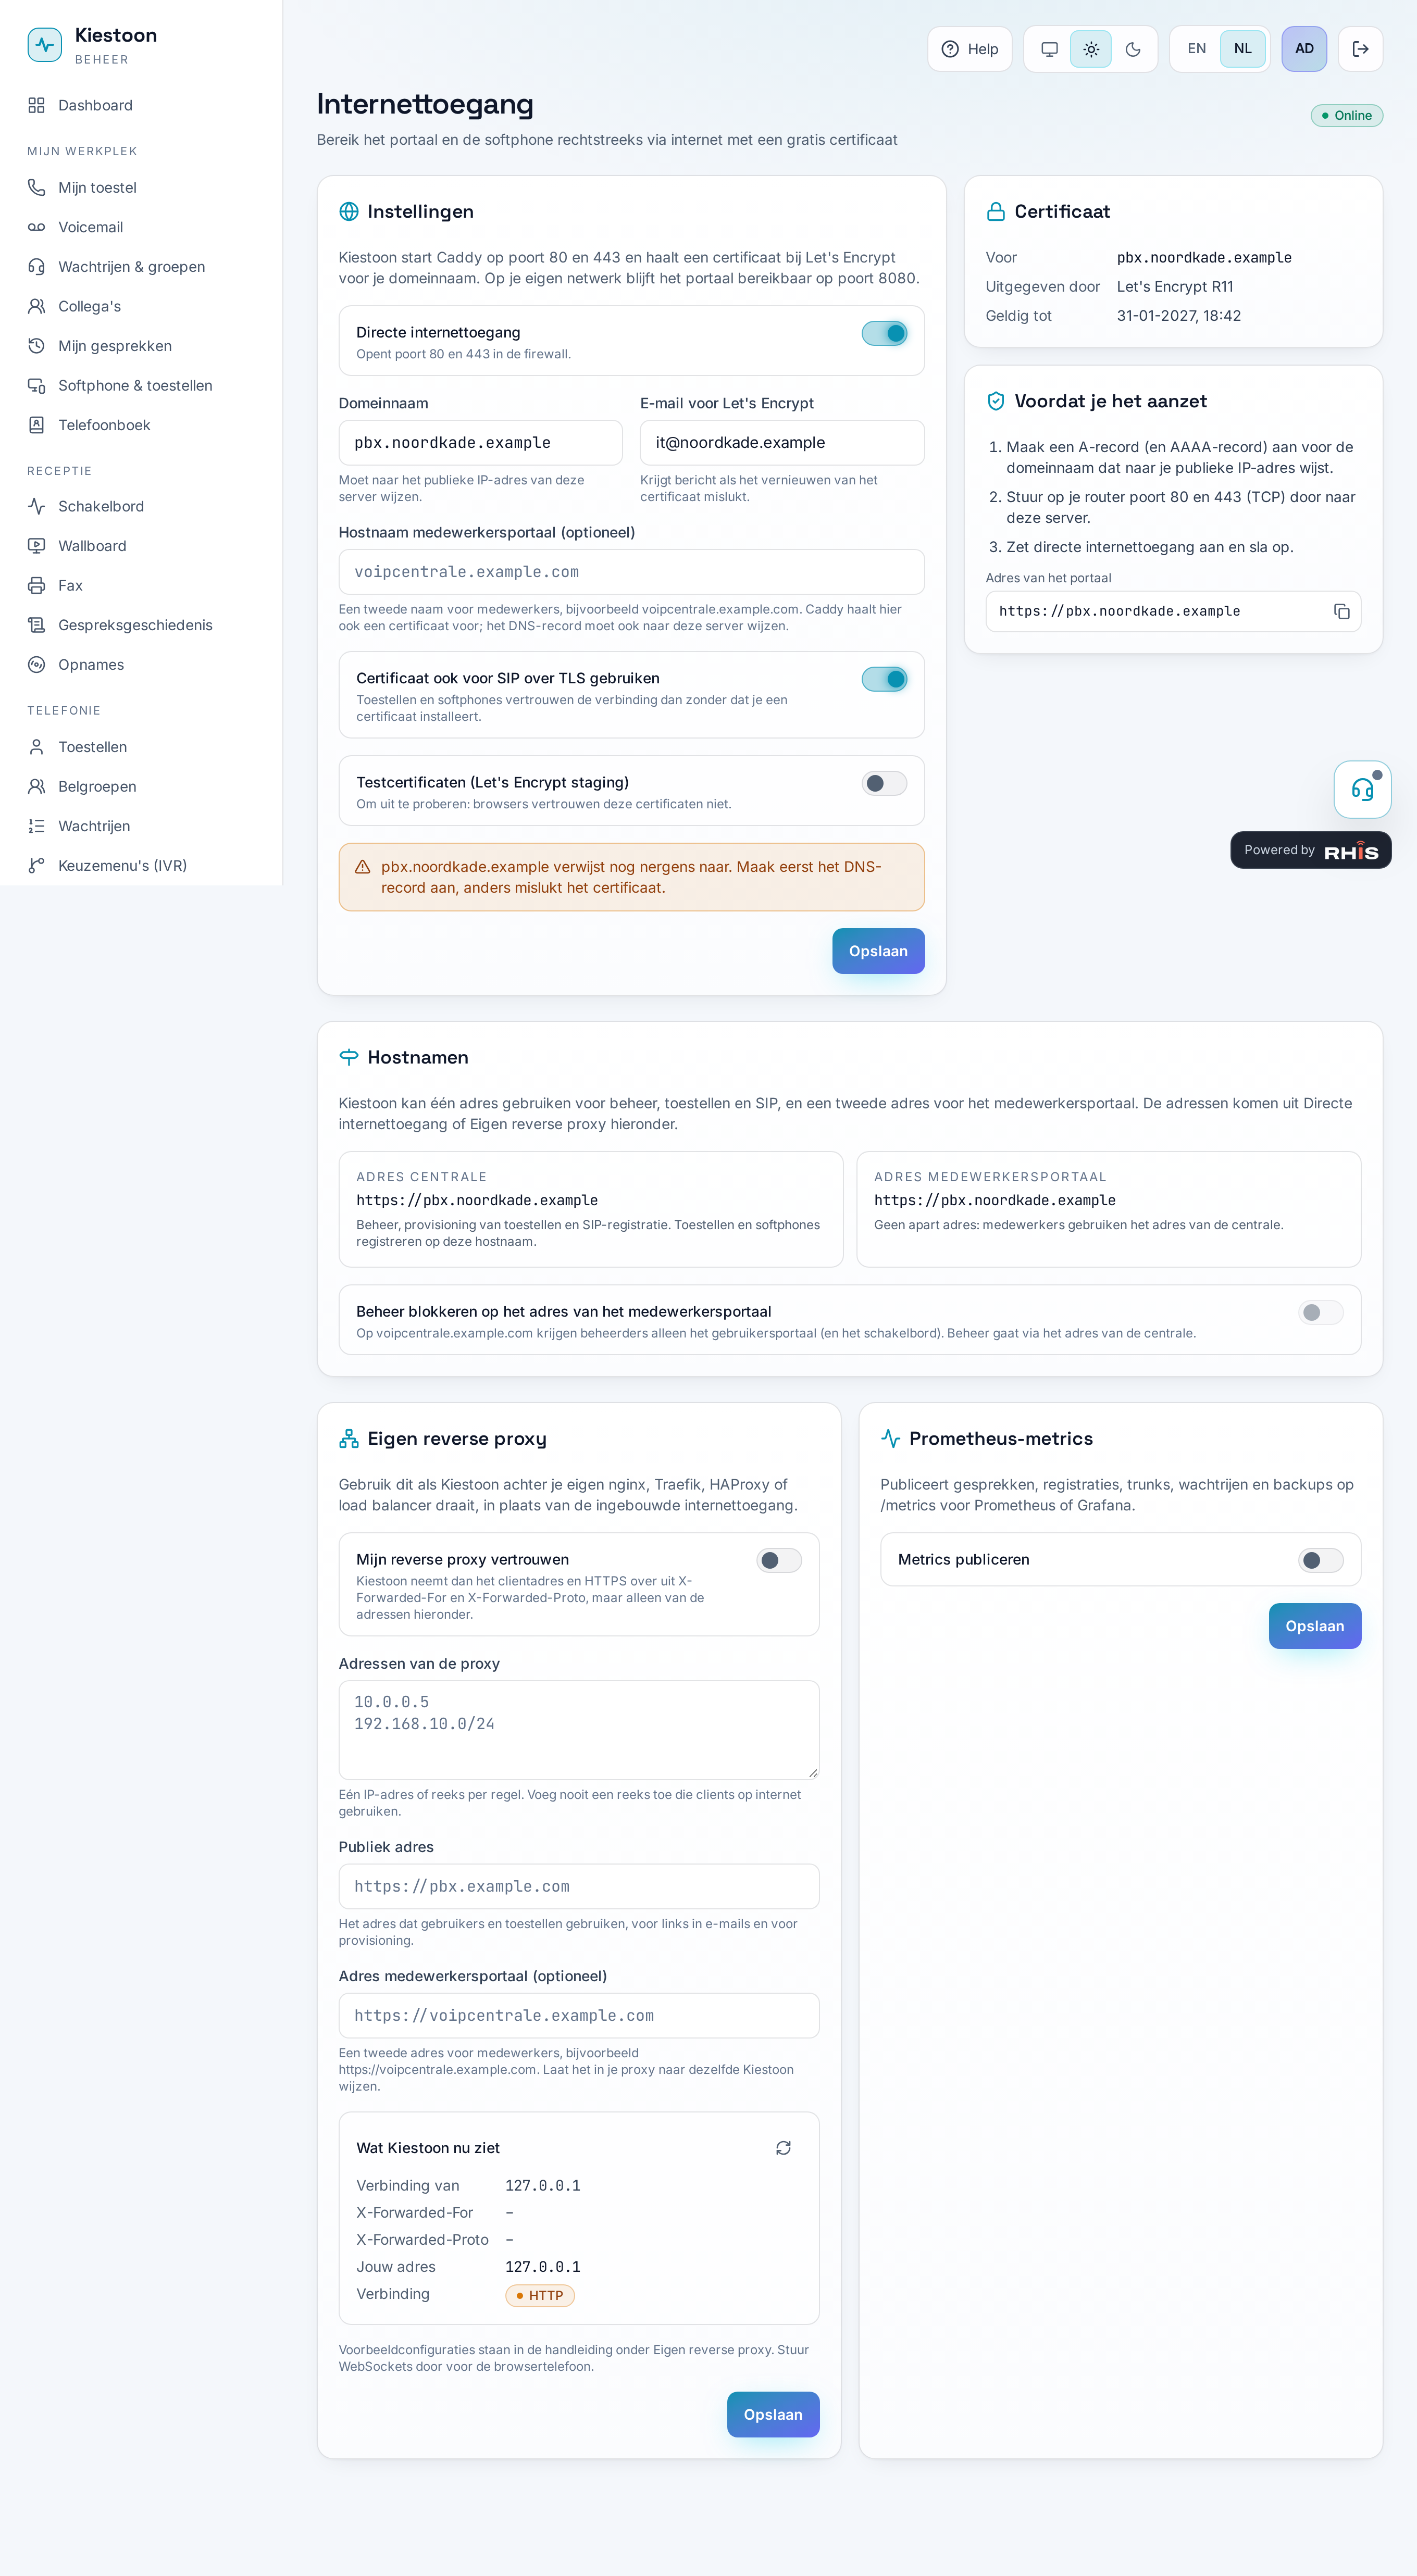 Kiestoon
BEHEER
Dashboard
MIJN WERKPLEK
Mijn toestel
Voicemail
Wachtrijen & groepen
Collega's
Mijn gesprekken
Softphone & toestellen
Telefoonboek
RECEPTIE
Schakelbord
Wallboard
Fax
Gespreksgeschiedenis
Opnames
TELEFONIE
Toestellen
Belgroepen
Wachtrijen
Keuzemenu's (IVR)
Help
EN
NL
AD
Internettoegang
Bereik het portaal en de softphone rechtstreeks via internet met een gratis certificaat
Online
Instellingen
Kiestoon start Caddy op poort 80 en 443 en haalt een certificaat bij Let's Encrypt
voor je domeinnaam. Op je eigen netwerk blijft het portaal bereikbaar op poort 8080.
Directe internettoegang
Opent poort 80 en 443 in de firewall.
Domeinnaam
pbx.noordkade.example
Moet naar het publieke IP-adres van deze
server wijzen.
E-mail voor Let's Encrypt
it@noordkade.example
Krijgt bericht als het vernieuwen van het
certificaat mislukt.
Hostnaam medewerkersportaal (optioneel)
voipcentrale.example.com
Een tweede naam voor medewerkers, bijvoorbeeld voipcentrale.example.com. Caddy haalt hier
ook een certificaat voor; het DNS-record moet ook naar deze server wijzen.
Certificaat ook voor SIP over TLS gebruiken
Toestellen en softphones vertrouwen de verbinding dan zonder dat je een
certificaat installeert.
Testcertificaten (Let's Encrypt staging)
Om uit te proberen: browsers vertrouwen deze certificaten niet.
pbx.noordkade.example verwijst nog nergens naar. Maak eerst het DNS-
record aan, anders mislukt het certificaat.
Opslaan
Certificaat
Voor pbx.noordkade.example
Uitgegeven door Let's Encrypt R11
Geldig tot 31-01-2027, 18:42
Voordat je het aanzet
1. Maak een A-record (en AAAA-record) aan voor de
domeinnaam dat naar je publieke IP-adres wijst.
2. Stuur op je router poort 80 en 443 (TCP) door naar
deze server.
3. Zet directe internettoegang aan en sla op.
Adres van het portaal
https://pbx.noordkade.example
Powered by RHiS
Hostnamen
Kiestoon kan één adres gebruiken voor beheer, toestellen en SIP, en een tweede adres voor het medewerkersportaal. De adressen komen uit Directe
internettoegang of Eigen reverse proxy hieronder.
ADRES CENTRALE
https://pbx.noordkade.example
Beheer, provisioning van toestellen en SIP-registratie. Toestellen en softphones
registreren op deze hostnaam.
ADRES MEDEWERKERSPORTAAL
https://pbx.noordkade.example
Geen apart adres: medewerkers gebruiken het adres van de centrale.
Beheer blokkeren op het adres van het medewerkersportaal
Op voipcentrale.example.com krijgen beheerders alleen het gebruikersportaal (en het schakelbord). Beheer gaat via het adres van de centrale.
Eigen reverse proxy
Gebruik dit als Kiestoon achter je eigen nginx, Traefik, HAProxy of
load balancer draait, in plaats van de ingebouwde internettoegang.
Mijn reverse proxy vertrouwen
Kiestoon neemt dan het clientadres en HTTPS over uit X-
Forwarded-For en X-Forwarded-Proto, maar alleen van de
adressen hieronder.
Adressen van de proxy
10.0.0.5
192.168.10.0/24
Eén IP-adres of reeks per regel. Voeg nooit een reeks toe die clients op internet
gebruiken.
Publiek adres
https://pbx.example.com
Het adres dat gebruikers en toestellen gebruiken, voor links in e-mails en voor
provisioning.
Adres medewerkersportaal (optioneel)
https://voipcentrale.example.com
Een tweede adres voor medewerkers, bijvoorbeeld
https://voipcentrale.example.com. Laat het in je proxy naar dezelfde Kiestoon
wijzen.
Wat Kiestoon nu ziet
Verbinding van 127.0.0.1
X-Forwarded-For –
X-Forwarded-Proto –
Jouw adres 127.0.0.1
Verbinding HTTP
Voorbeeldconfiguraties staan in de handleiding onder Eigen reverse proxy. Stuur
WebSockets door voor de browsertelefoon.
Opslaan
Prometheus-metrics
Publiceert gesprekken, registraties, trunks, wachtrijen en backups op
/metrics voor Prometheus of Grafana.
Metrics publiceren
Opslaan